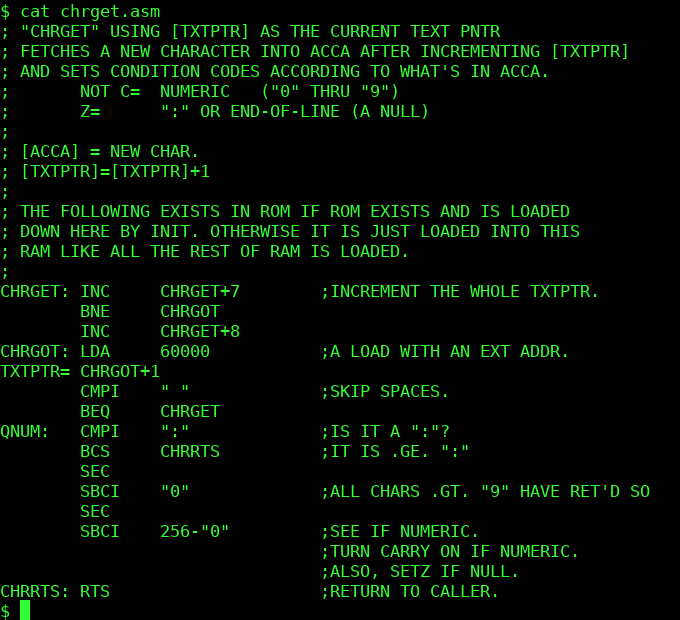 $ cat chrget.asm
; "CHRGET" USING [TXTPTR] AS THE CURRENT TEXT PNTR
; FETCHES A NEW CHARACTER INTO ACCA AFTER INCREMENTING [TXTPTR]
; AND SETS CONDITION CODES ACCORDING TO WHAT'S IN ACCA.
;       NOT C=  NUMERIC   ("0" THRU "9")
;       Z=      ":" OR END-OF-LINE (A NULL)
;
; [ACCA] = NEW CHAR.
; [TXTPTR]=[TXTPTR]+1
;
; THE FOLLOWING EXISTS IN ROM IF ROM EXISTS AND IS LOADED
; DOWN HERE BY INIT. OTHERWISE IT IS JUST LOADED INTO THIS
; RAM LIKE ALL THE REST OF RAM IS LOADED.
;
CHRGET: INC     CHRGET+7        ;INCREMENT THE WHOLE TXTPTR.
        BNE     CHRGOT
        INC     CHRGET+8
CHRGOT: LDA     60000           ;A LOAD WITH AN EXT ADDR.
TXTPTR= CHRGOT+1
        CMPI    " "             ;SKIP SPACES.
        BEQ     CHRGET
QNUM:   CMPI    ":"             ;IS IT A ":"?
        BCS     CHRRTS          ;IT IS .GE. ":"
        SEC
        SBCI    "0"             ;ALL CHARS .GT. "9" HAVE RET'D SO
        SEC
        SBCI    256-"0"         ;SEE IF NUMERIC.
                                ;TURN CARRY ON IF NUMERIC.
                                ;ALSO, SETZ IF NULL.
CHRRTS: RTS                     ;RETURN TO CALLER.
$